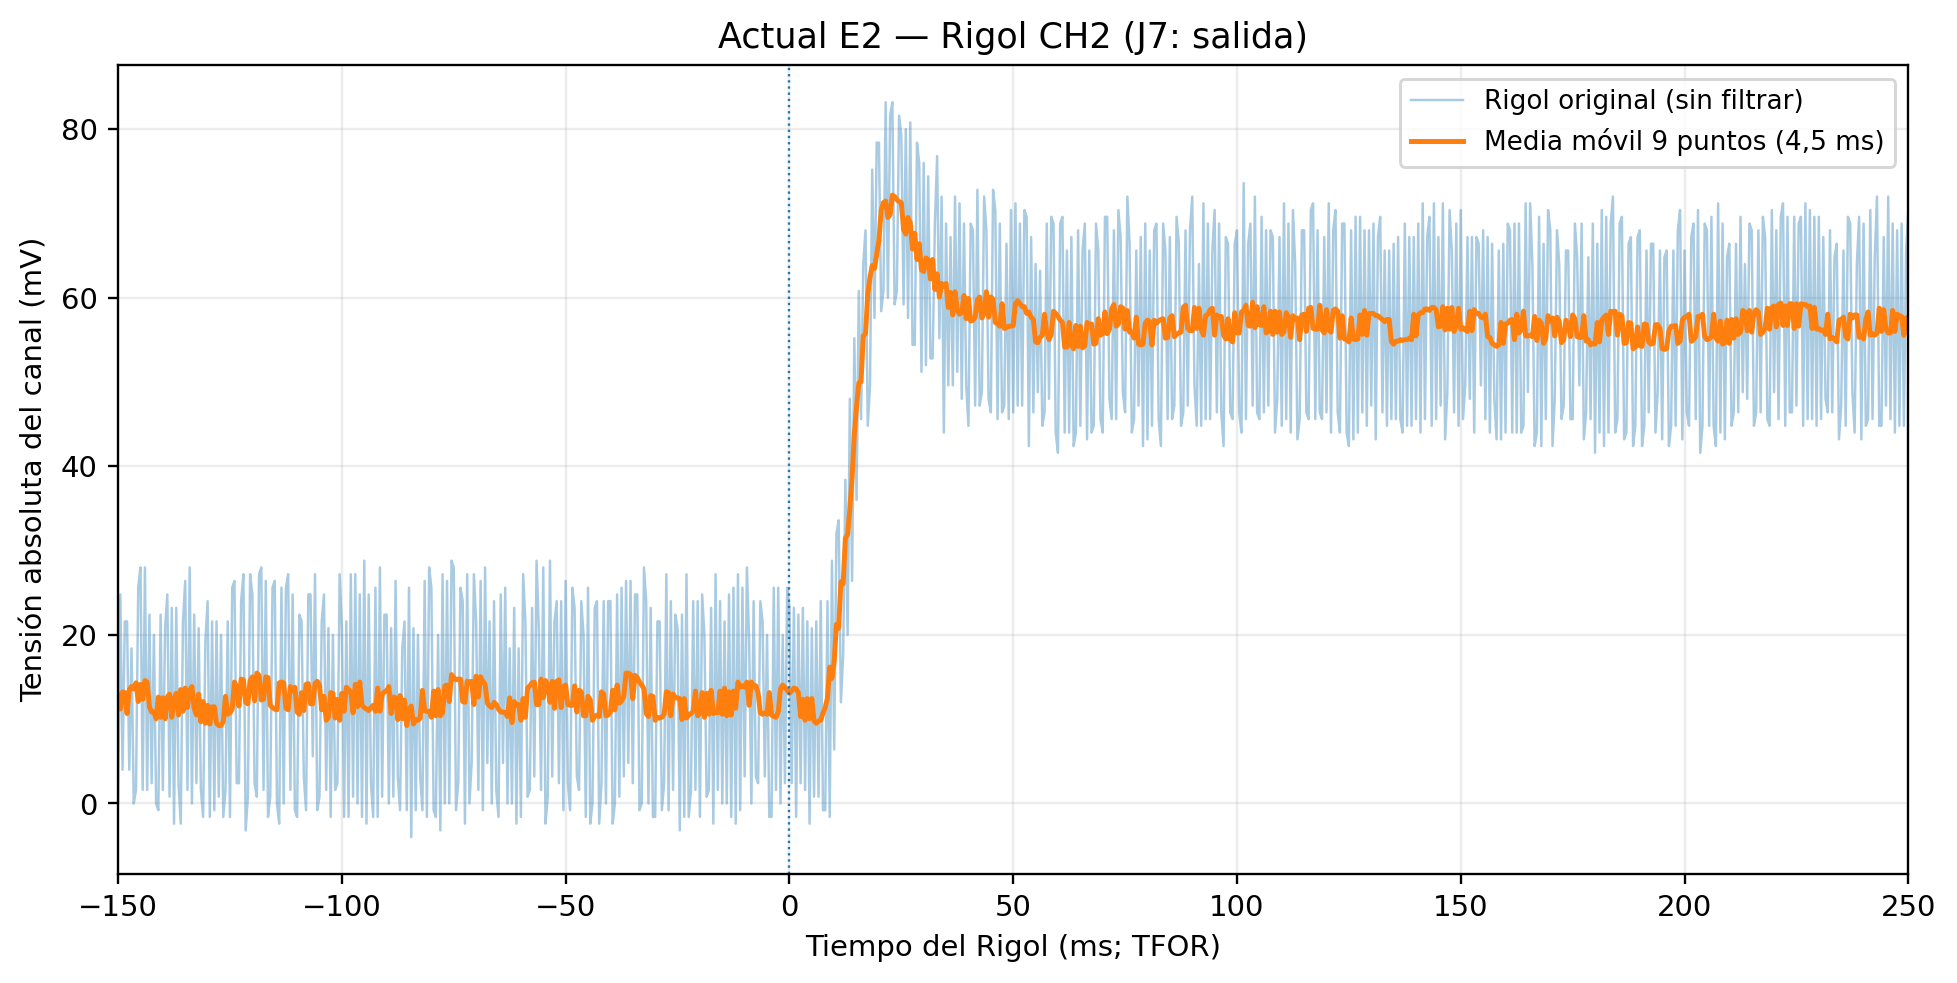 Actual E2 — Rigol CH2 (J7: salida)
Rigol original (sin filtrar)
Media móvil 9 puntos (4,5 ms)
Tensión absoluta del canal (mV)
80
60
40
20
0
−150
−100
−50
0
50
100
150
200
250
Tiempo del Rigol (ms; TFOR)